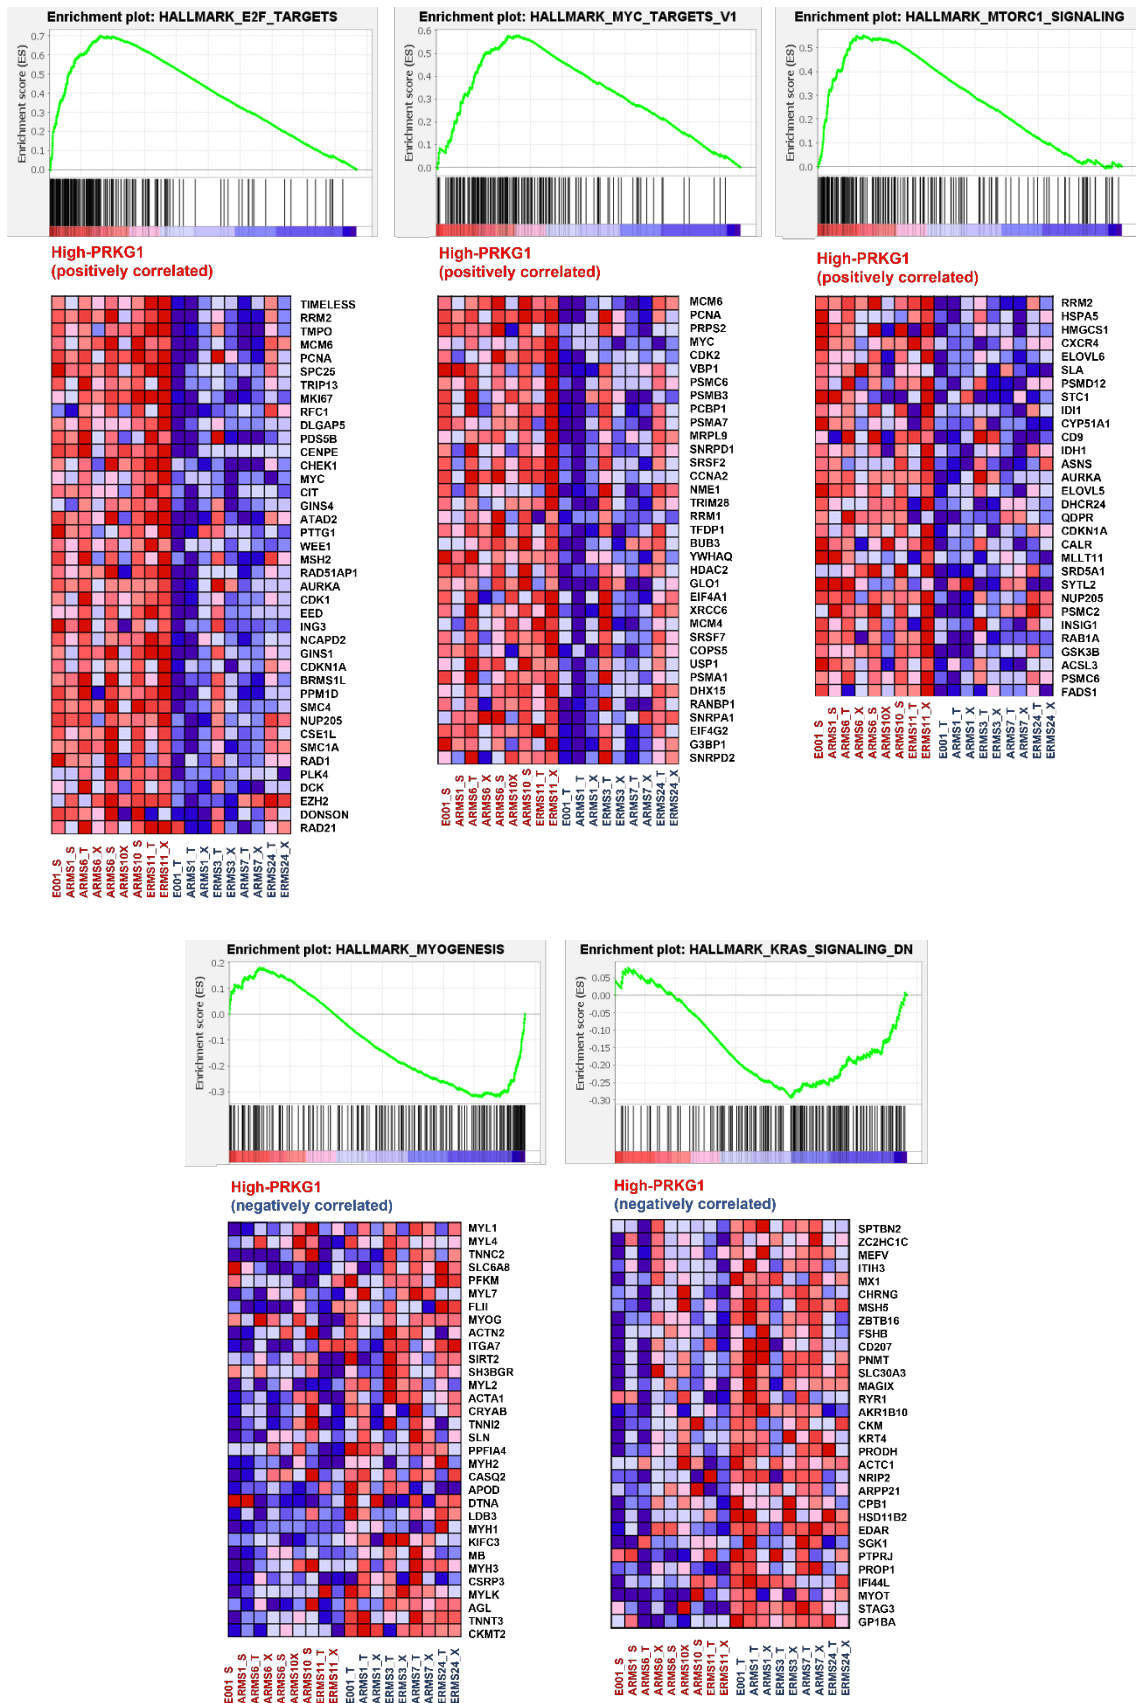 Enrichment plot: HALLMARK_E2F_TARGETS
Enrichment score (ES)
0.7
0.6
0.5
0.4
0.3
0.2
0.1
0.0
High-PRKG1
(positively correlated)
TIMELESS
RRM2
TMPO
MCM6
PCNA
SPC25
TRIP13
MKI67
RFC1
DLGAP5
PDS5B
CENPE
CHEK1
MYC
CIT
GINS4
ATAD2
PTTG1
WEE1
MSH2
RAD51AP1
AURKA
CDK1
EED
ING3
NCAPD2
GINS1
CDKN1A
BRMS1L
PPM1D
SMC4
NUP205
CSE1L
SMC1A
RAD1
PLK4
DCK
EZH2
DONSON
RAD21
E001_S
ARMS1_S
ARMS6_T
ARMS6_X
ARMS6_S
ARMS10X
ARMS10_S
ERMS11_T
ERMS11_X
E001_T
ARMS1_T
ARMS1_X
ERMS3_T
ERMS3_X
ARMS7_T
ARMS7_X
ERMS24_T
ERMS24_X
Enrichment plot: HALLMARK_MYC_TARGETS_V1
Enrichment score (ES)
0.6
0.5
0.4
0.3
0.2
0.1
0.0
High-PRKG1
(positively correlated)
MCM6
PCNA
PRPS2
MYC
CDK2
VBP1
PSMC6
PSMB3
PCBP1
PSMA7
MRPL9
SNRPD1
SRSF2
CCNA2
NME1
TRIM28
RRM1
TFDP1
BUB3
YWHAQ
HDAC2
GLO1
EIF4A1
XRCC6
MCM4
SRSF7
COPS5
USP1
PSMA1
DHX15
RANBP1
SNRPA1
EIF4G2
G3BP1
SNRPD2
E001_S
ARMS1_S
ARMS6_T
ARMS6 X
ARMS6_S
ARMS10X
ARMS10_S
ERMS11_T
ERMS11_X
E001_T
ARMS1_T
ARMS1_X
ERMS3_T
ERMS3_X
ARMS7_T
ARMS7_X
ERMS24_T
ERMS24_X
Enrichment plot: HALLMARK_MTORC1_SIGNALING
Enrichment score (ES)
0.5
0.4
0.3
0.2
0.1
0.0
High-PRKG1
(positively correlated)
RRM2
HSPA5
HMGCS1
CXCR4
ELOVL6
SLA
PSMD12
STC1
IDI1
CYP51A1
CD9
IDH1
ASNS
AURKA
ELOVL5
DHCR24
QDPR
CDKN1A
CALR
MLLT11
SRD5A1
SYTL2
NUP205
PSMC2
INSIG1
RAB1A
GSK3B
ACSL3
PSMC6
FADS1
E001_S
ARMS1_S
ARMS6_T
ARMS6_X
ARMS6_S
ARMS10X
ARMS10_S
ERMS11_T
ERMS11_X
E001_T
ARMS1_T
ARMS1_X
ERMS3_T
ERMS3_X
ARMS7_T
ARMS7_X
ERMS24_T
ERMS24_X
Enrichment plot: HALLMARK_MYOGENESIS
Enrichment score (ES)
0.2
0.1
0.0
-0.1
-0.2
-0.3
High-PRKG1
(negatively correlated)
MYL1
MYL4
TNNC2
SLC6A8
PFKM
MYL7
FLII
MYOG
ACTN2
ITGA7
SIRT2
SH3BGR
MYL2
ACTA1
CRYAB
TNNI2
SLN
PPFIA4
MYH2
CASQ2
APOD
DTNA
LDB3
MYH1
KIFC3
MB
MYH3
CSRP3
MYLK
AGL
TNNT3
CKMT2
E001 S
ARMS1_S
ARMS6_T
ARMS6_X
ARMS6_S
ARMS10X
ARMS10_S
ERMS11_T
ERMS11_X
E001_T
ARMS1_T
ARMS1_X
ERMS3_T
ERMS3_X
ARMS7_T
ARMS7_X
ERMS24_T
ERMS24_X
Enrichment plot: HALLMARK_KRAS_SIGNALING_DN
Enrichment score (ES)
0.05
0.00
-0.05
-0.10
-0.15
-0.20
-0.25
-0.30
High-PRKG1
(negatively correlated)
SPTBN2
ZC2HC1C
MEFV
ITIH3
MX1
CHRNG
MSH5
ZBTB16
FSHB
CD207
PNMT
SLC30A3
MAGIX
RYR1
AKR1B10
CKM
KRT4
PRODH
ACTC1
NRIP2
ARPP21
CPB1
HSD11B2
EDAR
SGK1
PTPRJ
PROP1
IFI44L
MYOT
STAG3
GP1BA
E001_S
ARMS1 S
ARMS6_T
ARMS6_X
ARMS6_S
ARMS10X
ARMS10_S
ERMS11_T
ERMS11_X
E001_T
ARMS1_T
ARMS1_X
ERMS3_T
ERMS3_X
ARMS7_T
ARMS7_X
ERMS24_T
ERMS24_X